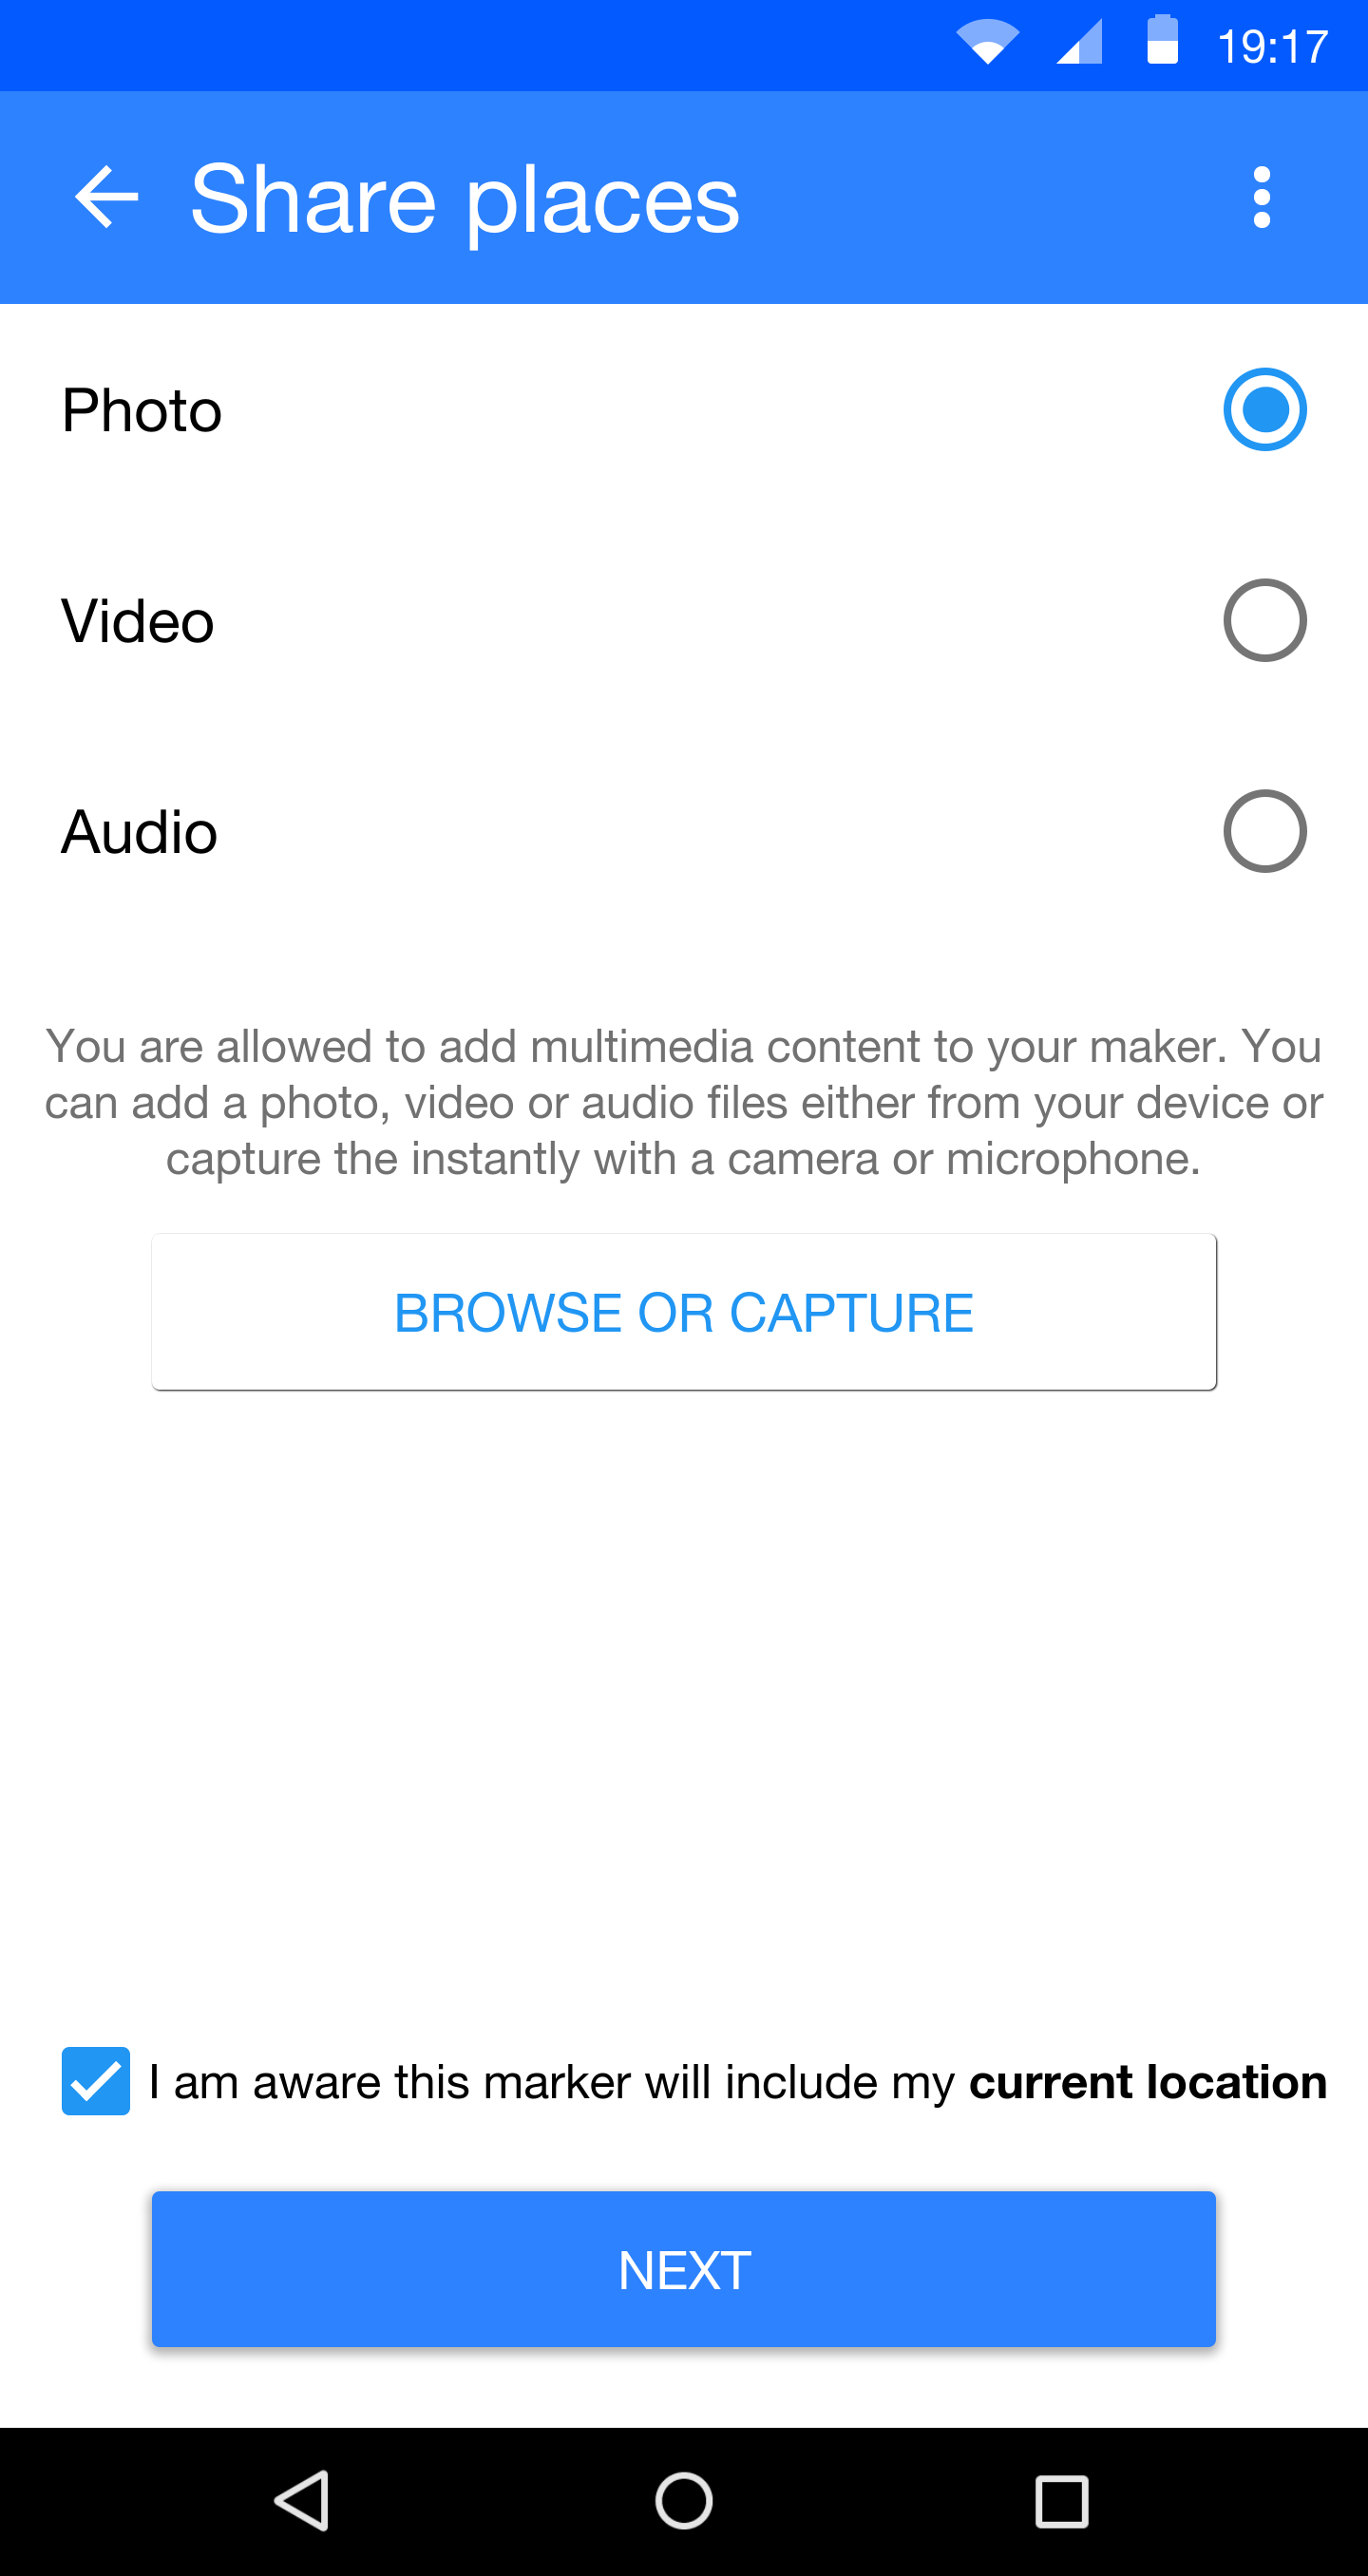 19:17
Share places
Photo
Video
Audio
You are allowed to add multimedia content to your maker. You
can add a photo, video or audio files either from your device or
capture the instantly with a camera or microphone.
BROWSE OR CAPTURE
I am aware this marker will include my current location
NEXT